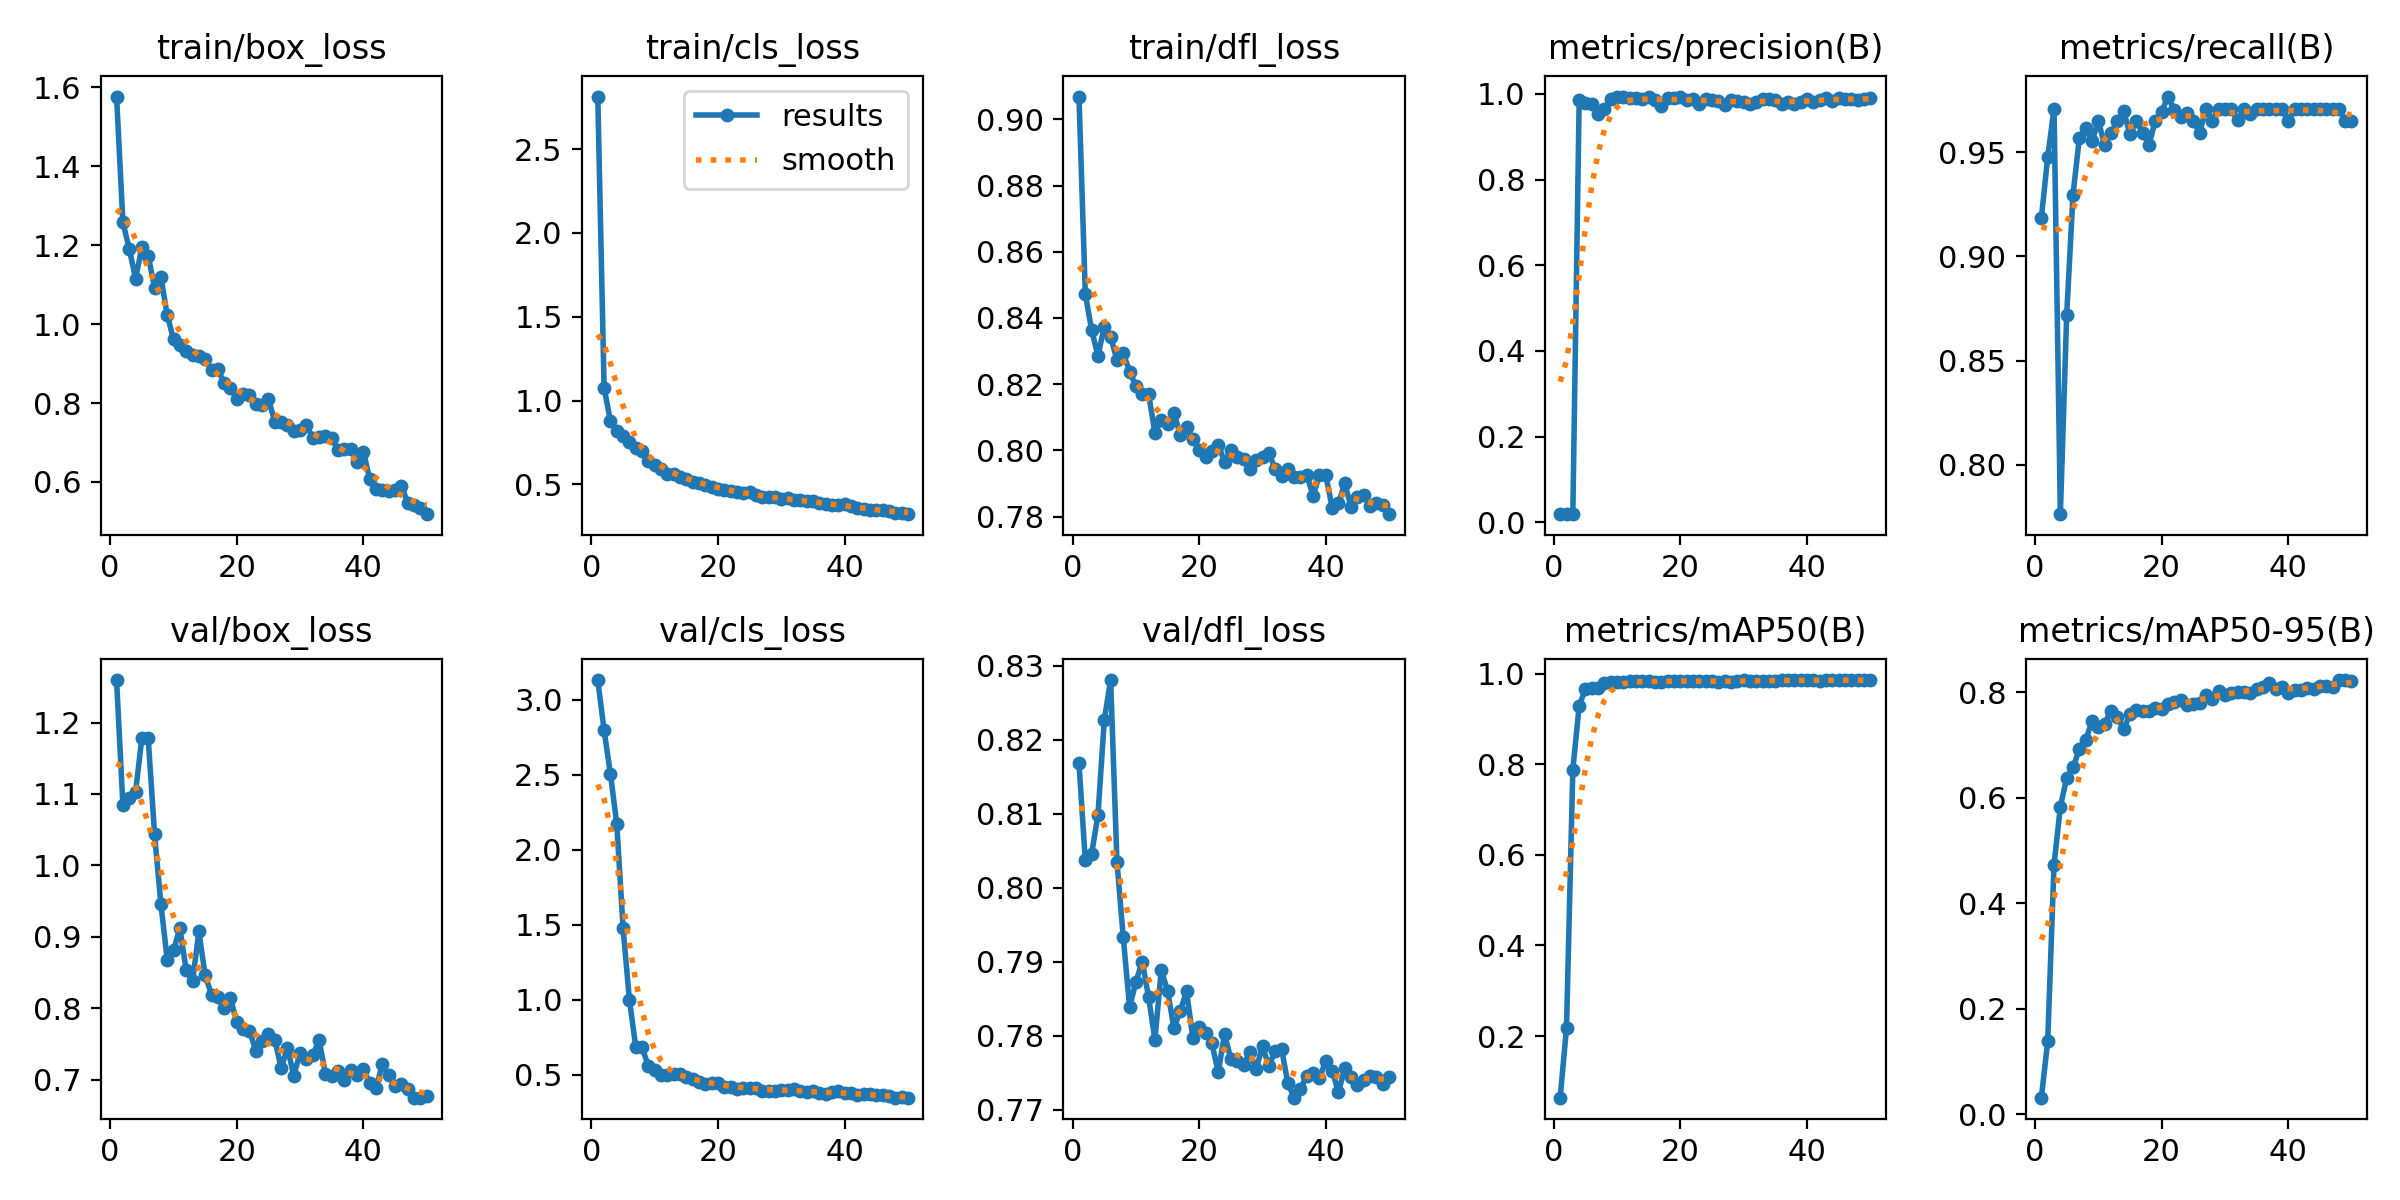 train/box_loss
1.6
1.4
1.2
1.0
0.8
0.6
0 20 40
train/cls_loss
results
smooth
2.5
2.0
1.5
1.0
0.5
0 20 40
train/dfl_loss
0.90
0.88
0.86
0.84
0.82
0.80
0.78
0 20 40
metrics/precision(B)
1.0
0.8
0.6
0.4
0.2
0.0
0 20 40
metrics/recall(B)
0.95
0.90
0.85
0.80
0 20 40
val/box_loss
1.2
1.1
1.0
0.9
0.8
0.7
0 20 40
val/cls_loss
3.0
2.5
2.0
1.5
1.0
0.5
0 20 40
val/dfl_loss
0.83
0.82
0.81
0.80
0.79
0.78
0.77
0 20 40
metrics/mAP50(B)
1.0
0.8
0.6
0.4
0.2
0 20 40
metrics/mAP50-95(B)
0.8
0.6
0.4
0.2
0.0
0 20 40